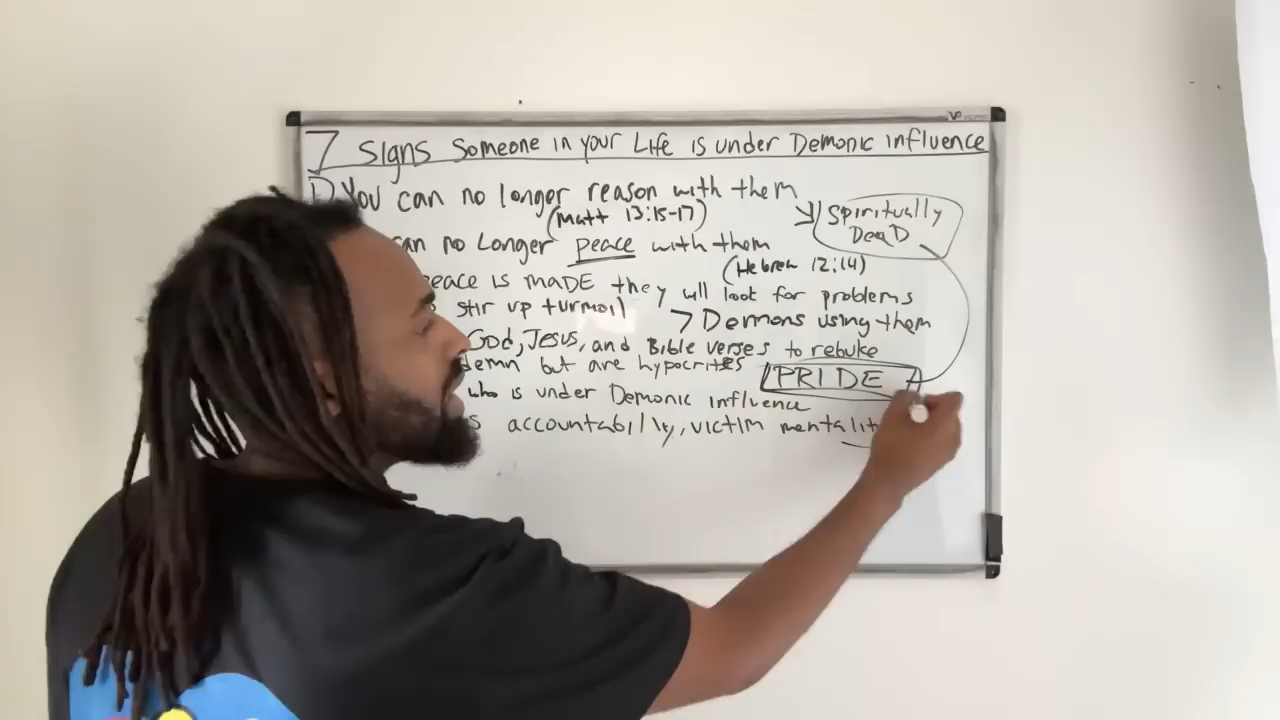 7 Signs Someone in your Life is under Demonic influence
1) You can no longer reason with them
(Matt 13:15-17)
Spiritually
DeaD
can no Longer peace with them
(Hebrew 12:14)
peace is maDE they will look for problems
stir up turmoil
Demons using them
God, Jesus, and Bible verses to rebuke
but are hypocrites
PRIDE
who is under Demonic influence
accountability, victim